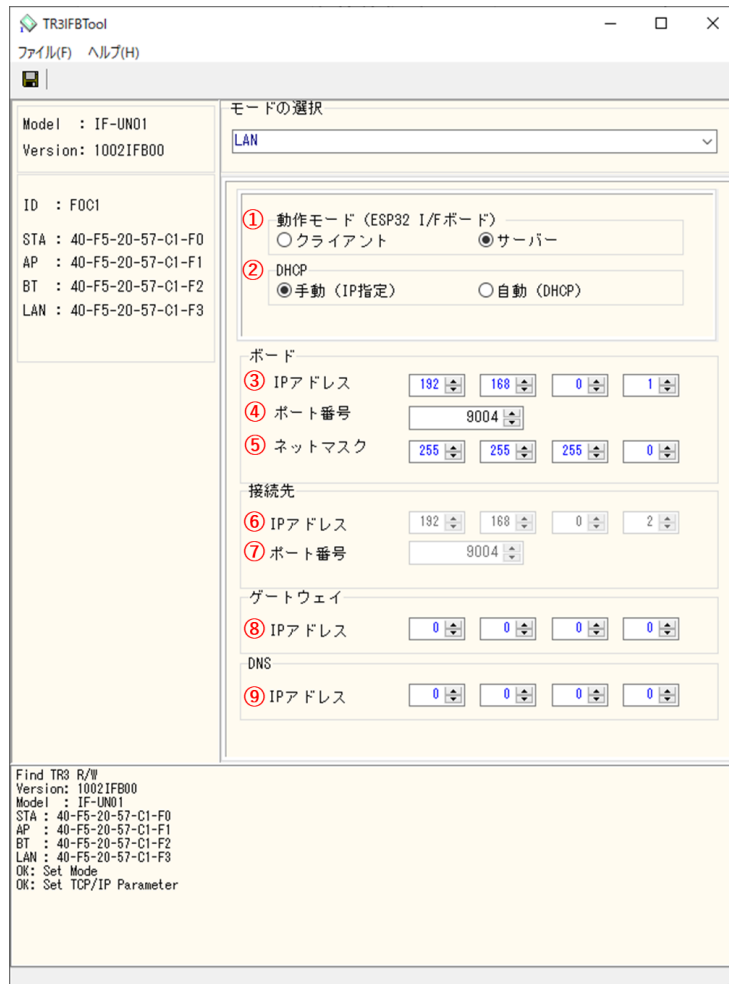 TR3IFBTool
ファイル(F) ヘルプ(H)
Model : IF-UN01
Version: 1002IFB00
ID : F0C1
STA : 40-F5-20-57-C1-F0
AP : 40-F5-20-57-C1-F1
BT : 40-F5-20-57-C1-F2
LAN : 40-F5-20-57-C1-F3
モードの選択
LAN
① 動作モード (ESP32 I/Fボード)
クライアント サーバー
② DHCP
手動 (IP指定) 自動 (DHCP)
ボード
③ IPアドレス 192 168 0 1
④ ポート番号 9004
⑤ ネットマスク 255 255 255 0
接続先
⑥ IPアドレス 192 168 0 2
⑦ ポート番号 9004
ゲートウェイ
⑧ IPアドレス 0 0 0 0
DNS
⑨ IPアドレス 0 0 0 0
Find TR3 R/W
Version: 1002IFB00
Model : IF-UN01
STA : 40-F5-20-57-C1-F0
AP : 40-F5-20-57-C1-F1
BT : 40-F5-20-57-C1-F2
LAN : 40-F5-20-57-C1-F3
OK: Set Mode
OK: Set TCP/IP Parameter